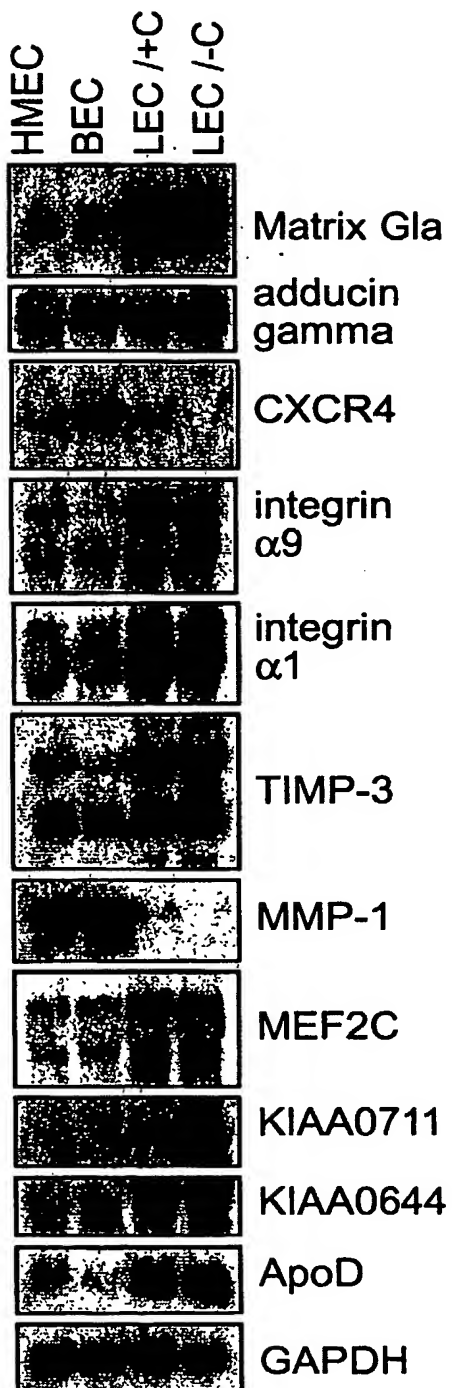 HMEC
BEC
LEC /+C
LEC /-C
Matrix Gla
adducin
gamma
CXCR4
integrin
α9
integrin
α1
TIMP-3
MMP-1
MEF2C
KIAA0711
KIAA0644
ApoD
GAPDH